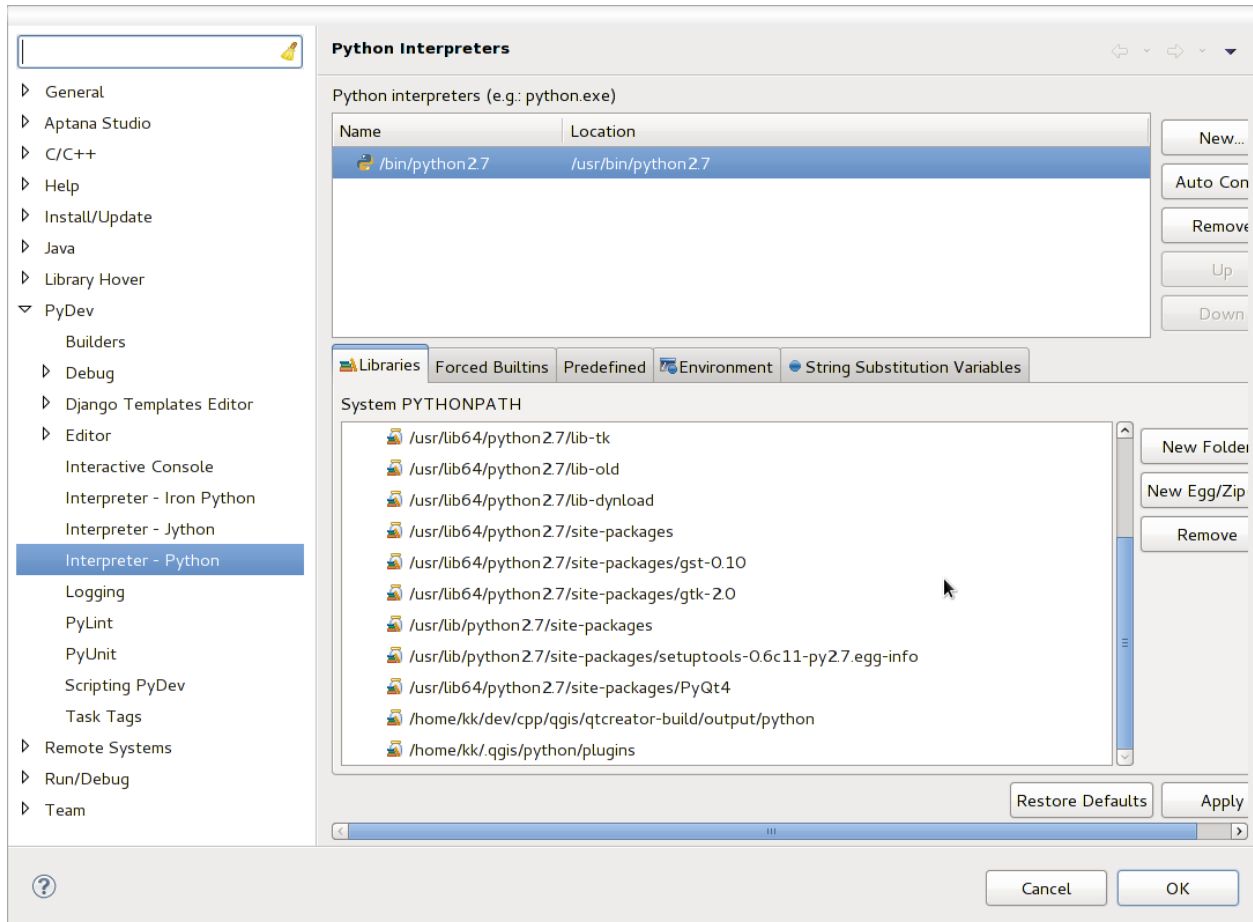 Python Interpreters
General
Aptana Studio
C/C++
Help
Install/Update
Java
Library Hover
PyDev
Builders
Debug
Django Templates Editor
Editor
Interactive Console
Interpreter - Iron Python
Interpreter - Jython
Interpreter - Python
Logging
PyLint
PyUnit
Scripting PyDev
Task Tags
Remote Systems
Run/Debug
Team
Python interpreters (e.g.: python.exe)
Name Location
/bin/python2.7 /usr/bin/python2.7
New...
Auto Con
Remove
Up
Down
Libraries Forced Builtins Predefined Environment String Substitution Variables
System PYTHONPATH
/usr/lib64/python2.7/lib-tk
/usr/lib64/python2.7/lib-old
/usr/lib64/python2.7/lib-dynload
/usr/lib64/python2.7/site-packages
/usr/lib64/python2.7/site-packages/gst-0.10
/usr/lib64/python2.7/site-packages/gtk-2.0
/usr/lib/python2.7/site-packages
/usr/lib/python2.7/site-packages/setuptools-0.6c11-py2.7.egg-info
/usr/lib64/python2.7/site-packages/PyQt4
/home/kk/dev/cpp/qgis/qtcreator-build/output/python
/home/kk/.qgis/python/plugins
New Folder
New Egg/Zip
Remove
Restore Defaults Apply
Cancel OK